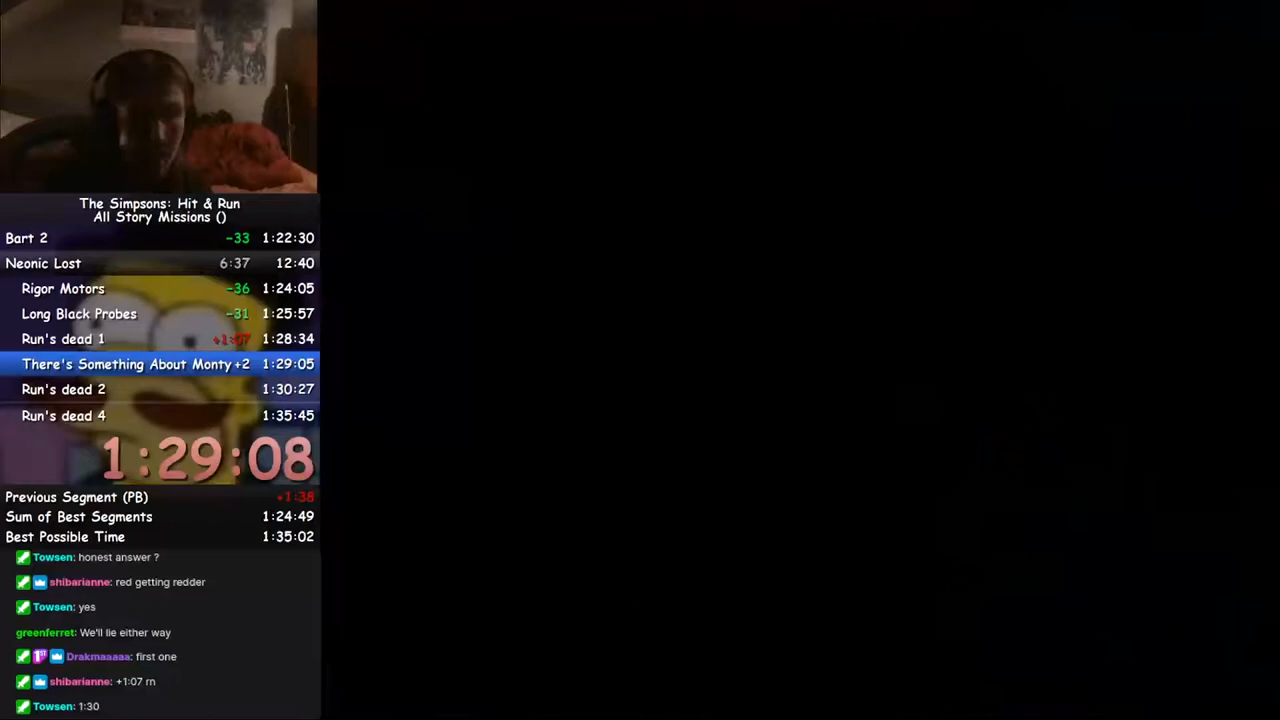 The Simpsons: Hit & Run
All Story Missions ()
Bart 2 -33 1:22:30
Neonic Lost 6:37 12:40
Rigor Motors -36 1:24:05
Long Black Probes -31 1:25:57
Run's dead 1 +1:07 1:28:34
There's Something About Monty +2 1:29:05
Run's dead 2 1:30:27
Run's dead 4 1:35:45
1:29:08
Previous Segment (PB) +1:38
Sum of Best Segments 1:24:49
Best Possible Time 1:35:02
Towsen: honest answer ?
shibarianne: red getting redder
Towsen: yes
greenferret: We'll lie either way
1ST Drakmaaaaa: first one
shibarianne: +1:07 rn
Towsen: 1:30